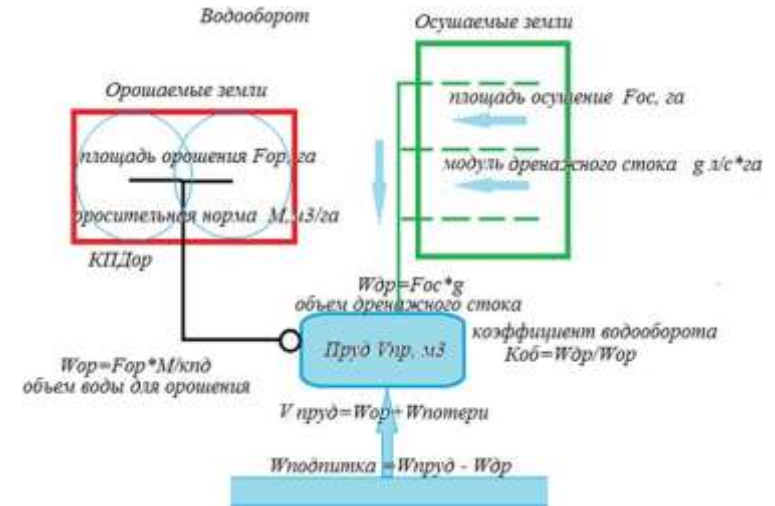 Водооборот
Осушаемые земли
Орошаемые земли
площадь осушение Foc, га
площадь орошения Fop, га
модуль дренажного стока g л/с*га
оросительная норма М, м3/га
КПДор
Wдр=Foc*g
объем дренажного стока
коэффициент водооборота
Коб=Wдр/Wор
Пруд Vпр, м3
Wор=Fор*М/кпд
объем воды для орошения
V пруд=Wор+Wпотери
Wподпитка =Wпруд - Wдр